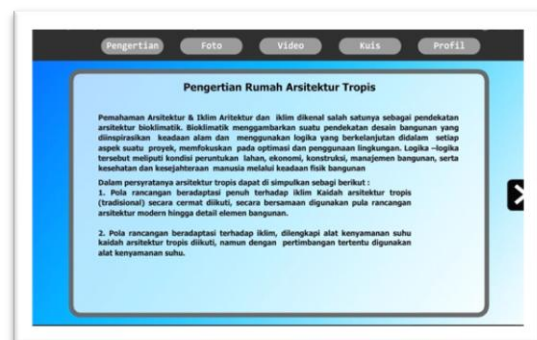 Pengertian Foto Video Kuis Profil
Pengertian Rumah Arsitektur Tropis
Pemahaman Arsitektur & Iklim Aritektur dan iklim dikenal salah satunya sebagai pendekatan
arsitektur bioklimatik. Bioklimatik menggambarkan suatu pendekatan desain bangunan yang
diinspirasikan keadaan alam dan menggunakan logika yang berkelanjutan didalam setiap
aspek suatu proyek, memfokuskan pada optimasi dan penggunaan lingkungan. Logika –logika
tersebut meliputi kondisi peruntukan lahan, ekonomi, konstruksi, manajemen bangunan, serta
kesehatan dan kesejahteraan manusia melalui keadaan fisik bangunan
Dalam persyratanya arsitektur tropis dapat di simpulkan sebagi berikut :
1. Pola rancangan beradaptasi penuh terhadap iklim Kaidah arsitektur tropis
(tradisional) secara cermat diikuti, secara bersamaan digunakan pula rancangan
arsitektur modern hingga detail elemen bangunan.
2. Pola rancangan beradaptasi terhadap iklim, dilengkapi alat kenyamanan suhu
kaidah arsitektur tropis diikuti, namun dengan pertimbangan tertentu digunakan
alat kenyamanan suhu.